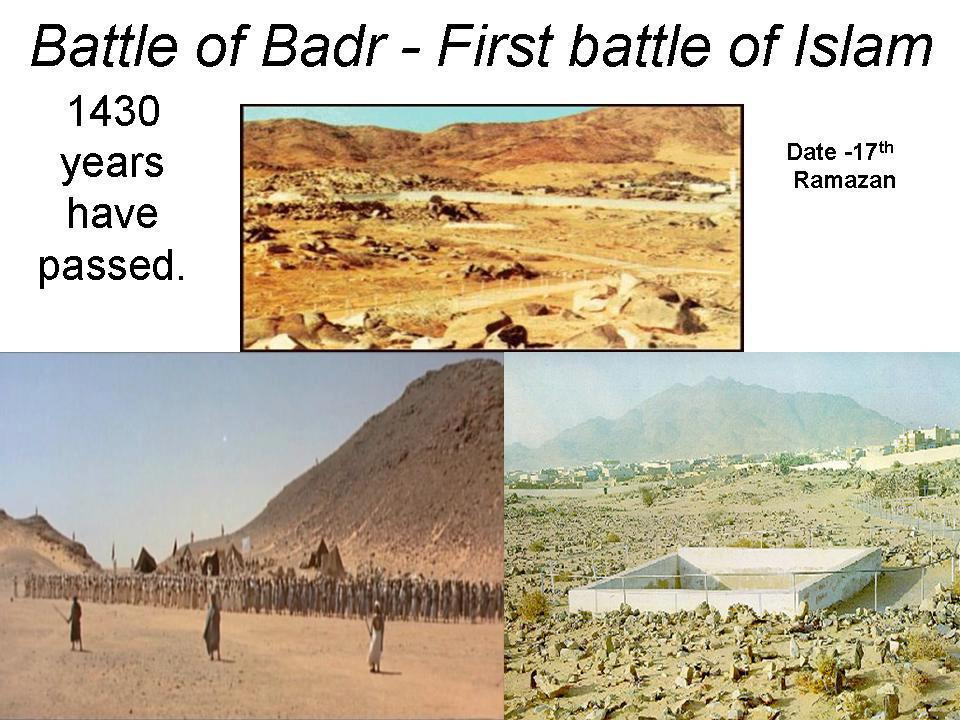 Battle of Badr - First battle of Islam
1430
years
have
passed.
Date -17th
Ramazan